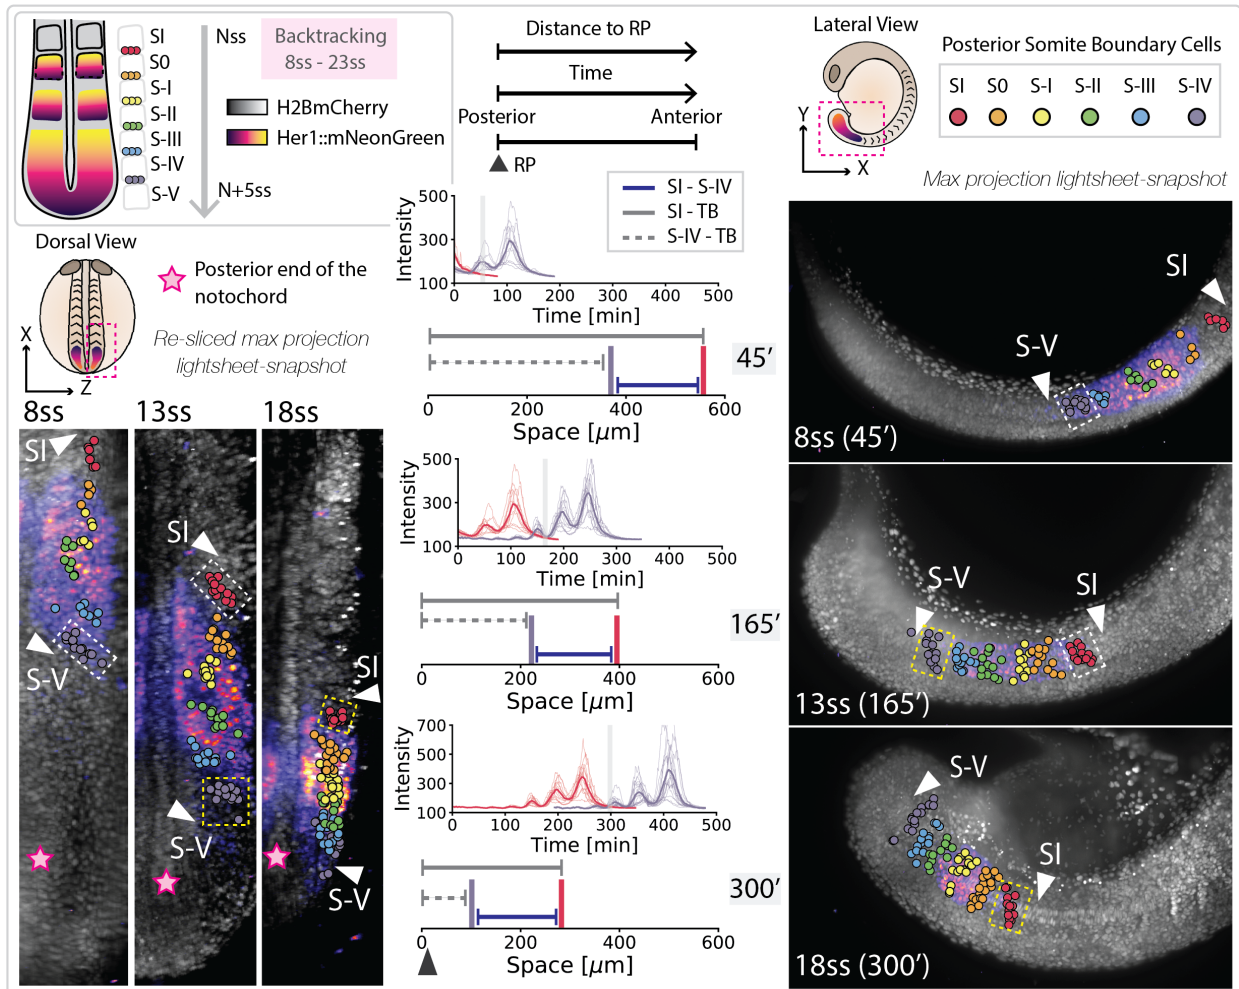 SI
S0
S-I
S-II
S-III
S-IV
S-V
Nss
N+5ss
Backtracking
8ss - 23ss
H2BmCherry
Her1::mNeonGreen
Distance to RP
Time
Posterior
Anterior
RP
Lateral View
Y
X
Posterior Somite Boundary Cells
SI
S0
S-I
S-II
S-III
S-IV
Max projection lightsheet-snapshot
SI - S-IV
SI - TB
S-IV - TB
Dorsal View
X
Z
Posterior end of the
notochord
Re-sliced max projection
lightsheet-snapshot
8ss
13ss
18ss
SI
S-V
SI
S-V
SI
S-V
Intensity
500
300
100
0 100 200 300 400 500
Time [min]
45’
0 200 400 600
Space [μm]
Intensity
500
300
100
0 100 200 300 400 500
Time [min]
165’
0 200 400 600
Space [μm]
Intensity
700
500
300
100
0 100 200 300 400 500
Time [min]
300’
0 200 400 600
Space [μm]
SI
S-V
8ss (45’)
S-V
SI
13ss (165’)
S-V
SI
18ss (300’)